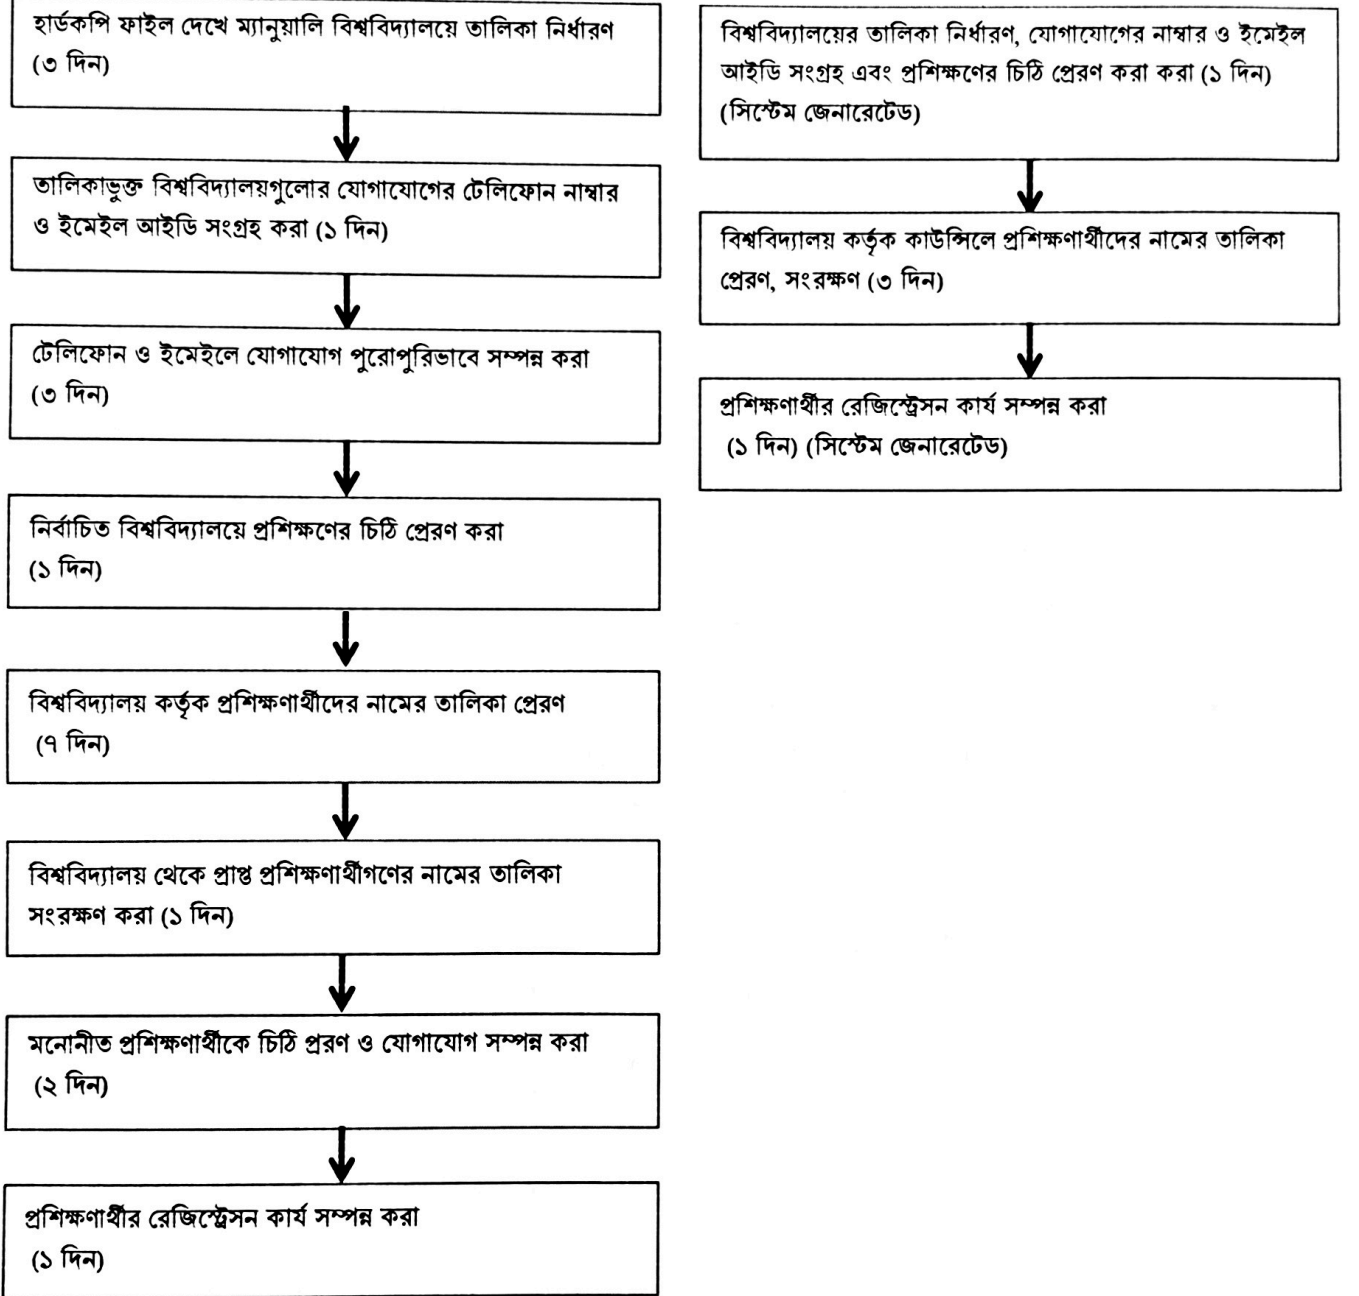 হার্ডকপি ফাইল দেখে ম্যানুয়ালি বিশ্ববিদ্যালয়ে তালিকা নির্ধারণ
(৩ দিন)
তালিকাভুক্ত বিশ্ববিদ্যালয়গুলোর যোগাযোগের টেলিফোন নাম্বার
ও ইমেইল আইডি সংগ্রহ করা (১ দিন)
টেলিফোন ও ইমেইলে যোগাযোগ পুরোপুরিভাবে সম্পন্ন করা
(৩ দিন)
নির্বাচিত বিশ্ববিদ্যালয়ে প্রশিক্ষণের চিঠি প্রেরণ করা
(১ দিন)
বিশ্ববিদ্যালয় কর্তৃক প্রশিক্ষণার্থীদের নামের তালিকা প্রেরণ
(৭ দিন)
বিশ্ববিদ্যালয় থেকে প্রাপ্ত প্রশিক্ষণার্থীগণের নামের তালিকা
সংরক্ষণ করা (১ দিন)
মনোনীত প্রশিক্ষণার্থীকে চিঠি প্ররণ ও যোগাযোগ সম্পন্ন করা
(২ দিন)
প্রশিক্ষণার্থীর রেজিস্ট্রেসন কার্য সম্পন্ন করা
(১ দিন)
বিশ্ববিদ্যালয়ের তালিকা নির্ধারণ, যোগাযোগের নাম্বার ও ইমেইল
আইডি সংগ্রহ এবং প্রশিক্ষণের চিঠি প্রেরণ করা করা (১ দিন)
(সিস্টেম জেনারেটেড)
বিশ্ববিদ্যালয় কর্তৃক কাউন্সিলে প্রশিক্ষণার্থীদের নামের তালিকা
প্রেরণ, সংরক্ষণ (৩ দিন)
প্রশিক্ষণার্থীর রেজিস্ট্রেসন কার্য সম্পন্ন করা
(১ দিন) (সিস্টেম জেনারেটেড)